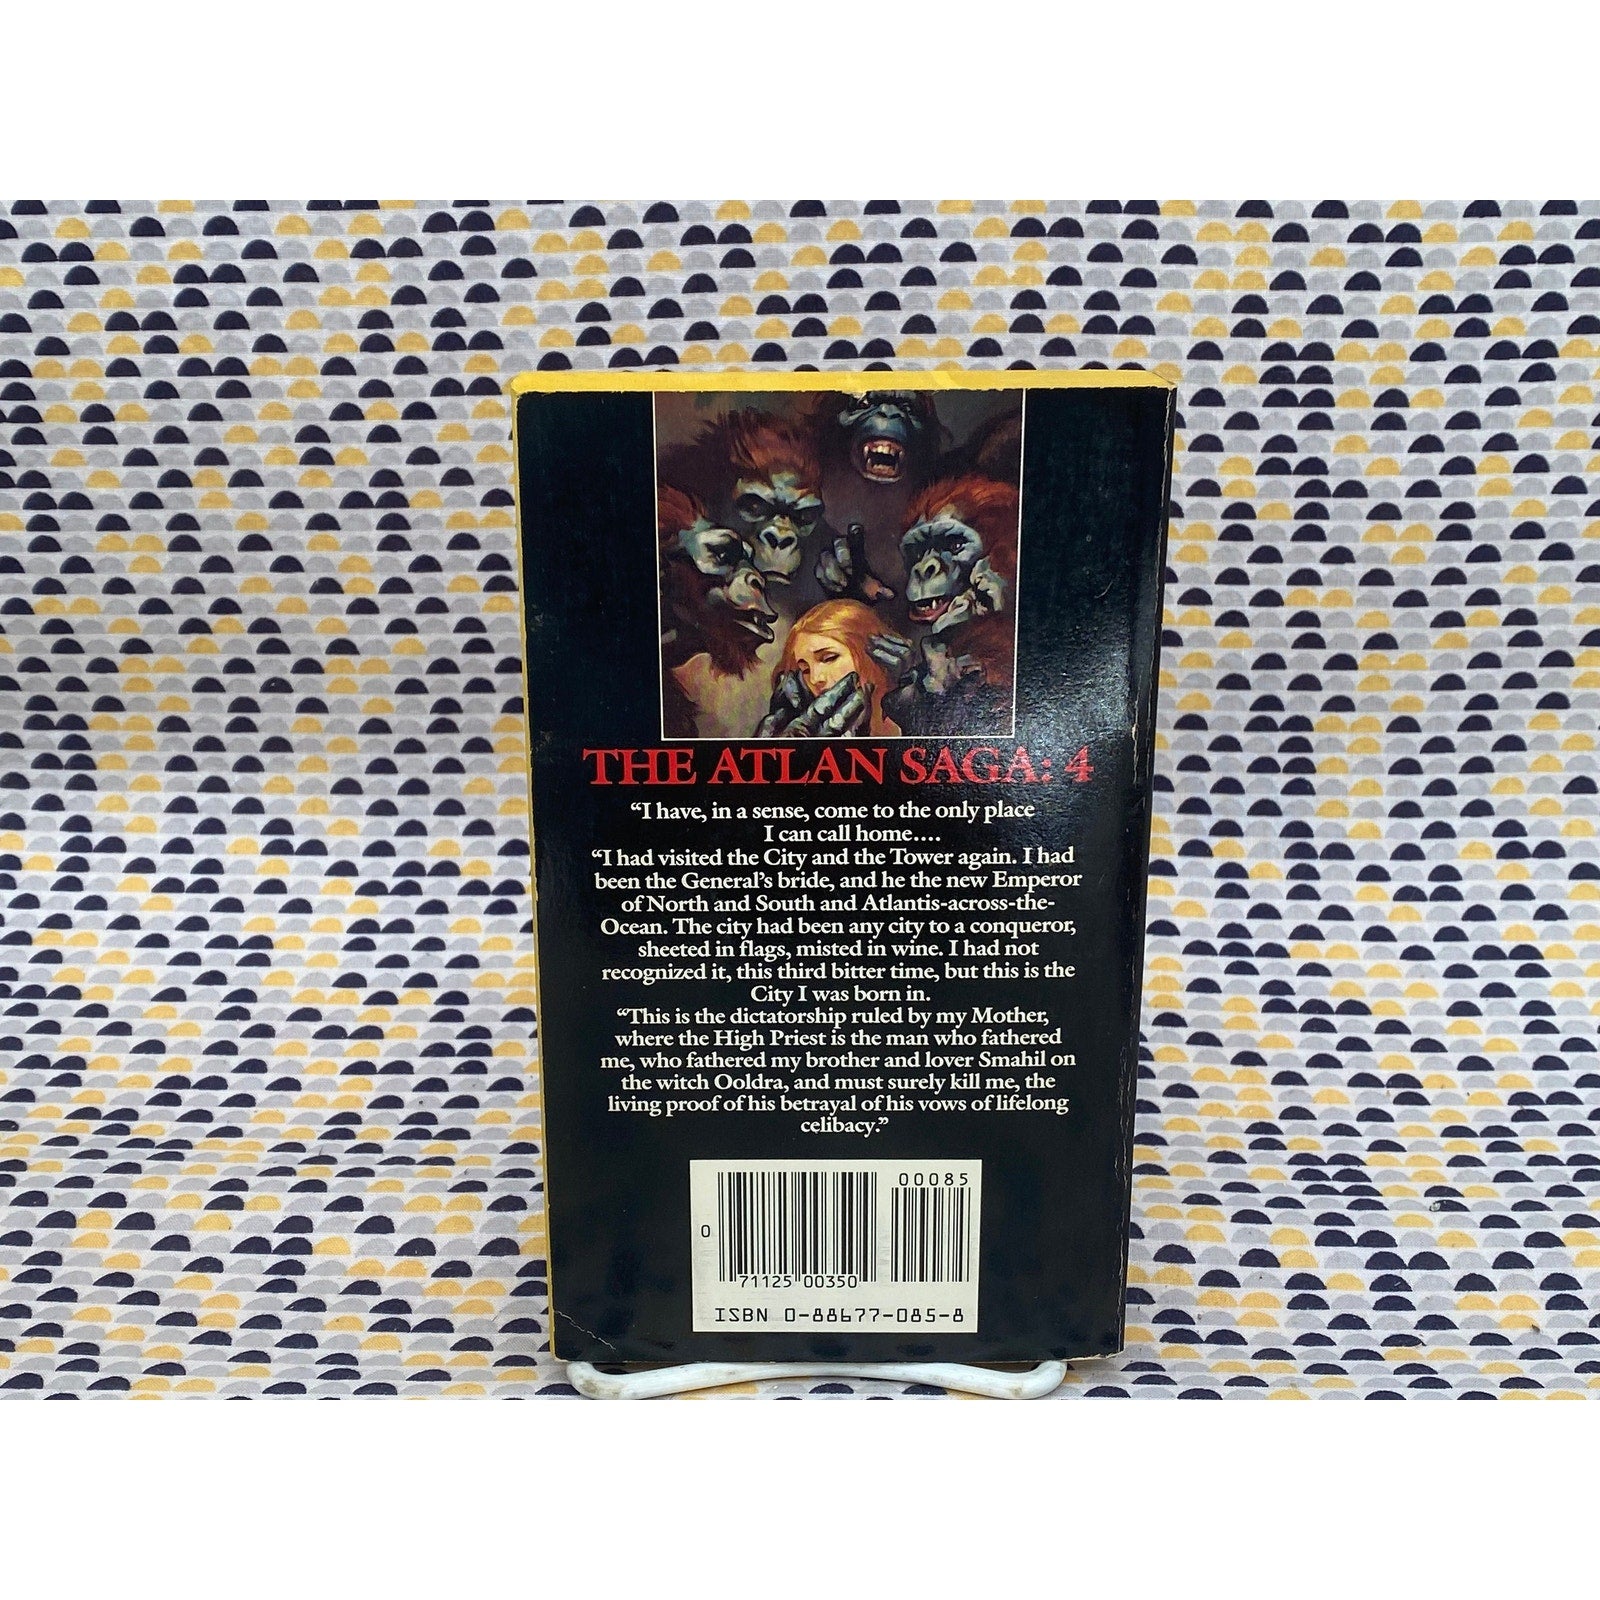 THE ATLAN SAGA: 4
“I have, in a sense, come to the only place
I can call home....
“I had visited the City and the Tower again. I had
been the General’s bride, and he the new Emperor
of North and South and Atlantis-across-the-
Ocean. The city had been any city to a conqueror,
sheeted in flags, misted in wine. I had not
recognized it, this third bitter time, but this is the
City I was born in.
“This is the dictatorship ruled by my Mother,
where the High Priest is the man who fathered
me, who fathered my brother and lover Smahil on
the witch Ooldra, and must surely kill me, the
living proof of his betrayal of his vows of lifelong
celibacy.”
00085
0
71125 00350
ISBN 0-88677-085-8